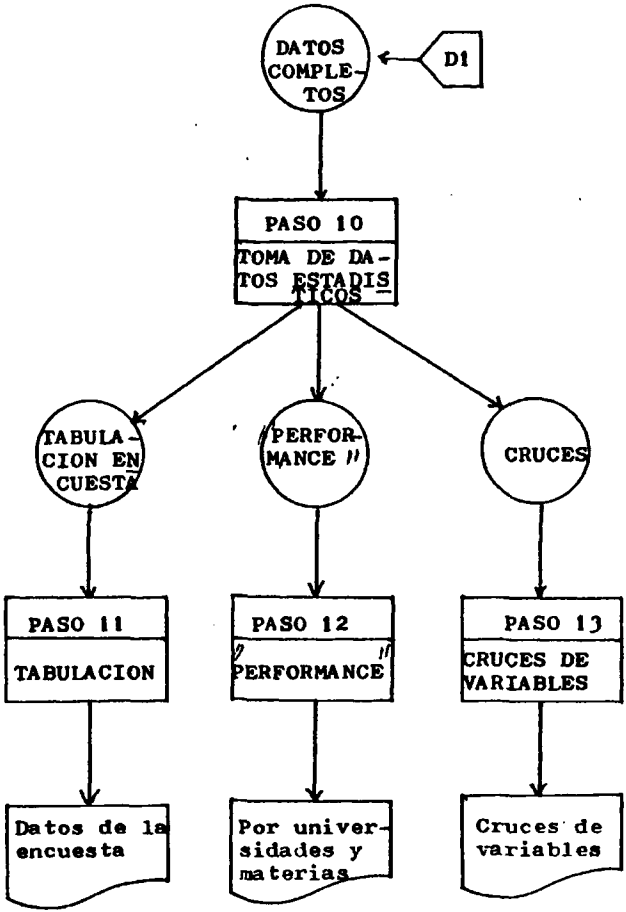 DATOS
COMPLE-
TOS
D1
PASO 10
TOMA DE DA-
TOS ESTADIS
TICOS
TABULA-
CION EN
CUESTA
"PERFOR-
MANCE"
CRUCES
PASO 11
TABULACION
PASO 12
"PERFORMANCE"
PASO 13
CRUCES DE
VARIABLES
Datos de la
encuesta
Por univer-
sidades y
materias
Cruces de
variables